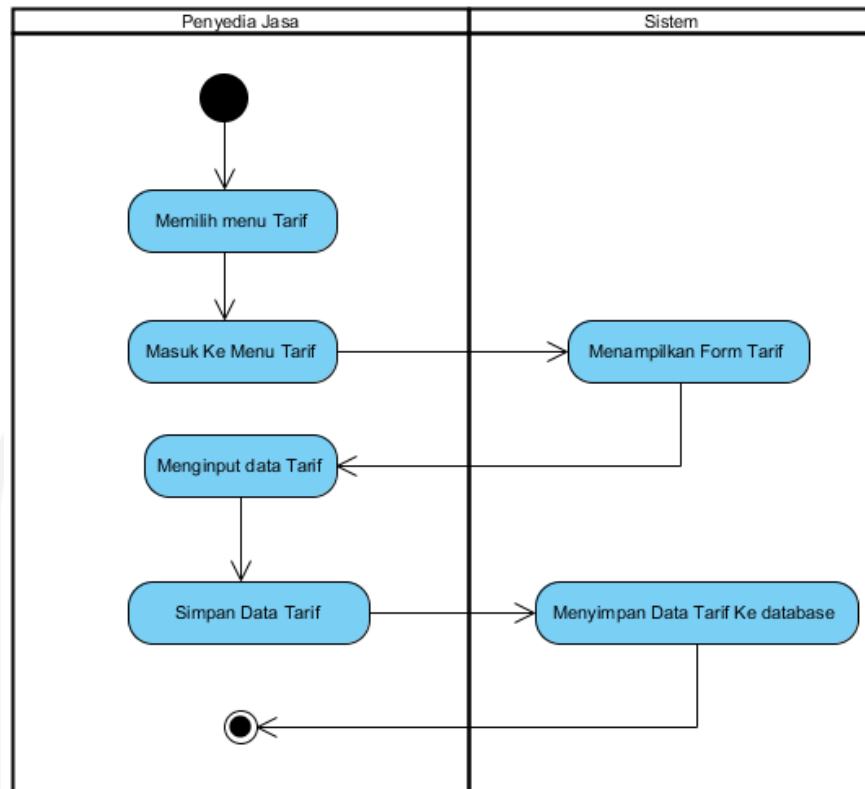 Penyedia Jasa
Sistem
Memilih menu Tarif
Masuk Ke Menu Tarif
Menampilkan Form Tarif
Menginput data Tarif
Simpan Data Tarif
Menyimpan Data Tarif Ke database